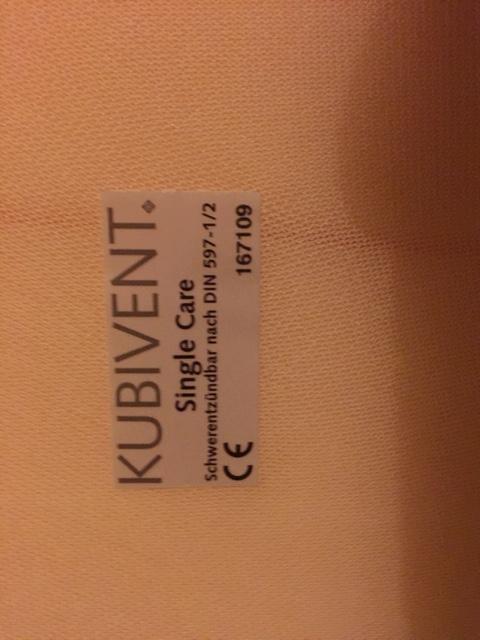 KUBIVENT
Single Care
Schwerentzündbar nach DIN 597-1/2
CE 167109